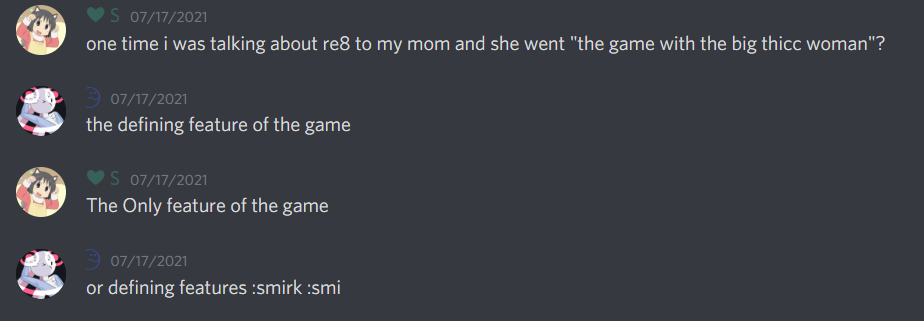 S 07/17/2021
one time i was talking about re8 to my mom and she went "the game with the big thicc woman"?
07/17/2021
the defining feature of the game
S 07/17/2021
The Only feature of the game
07/17/2021
or defining features :smirk :smi